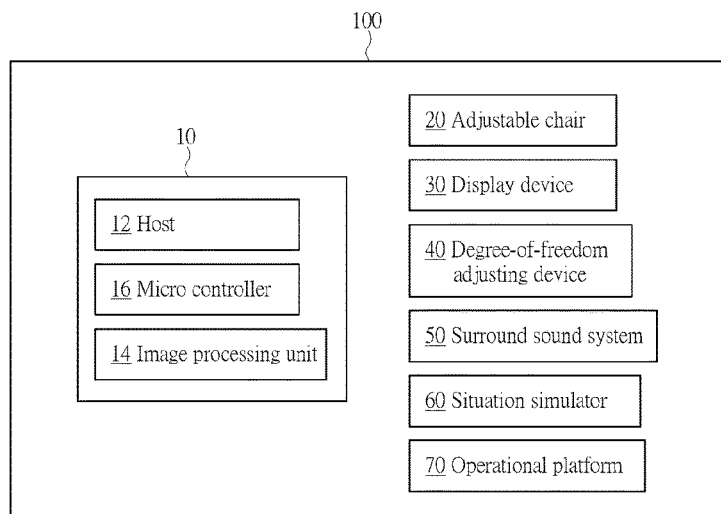 100
10
12 Host
16 Micro controller
14 Image processing unit
20 Adjustable chair
30 Display device
40 Degree-of-freedom
adjusting device
50 Surround sound system
60 Situation simulator
70 Operational platform